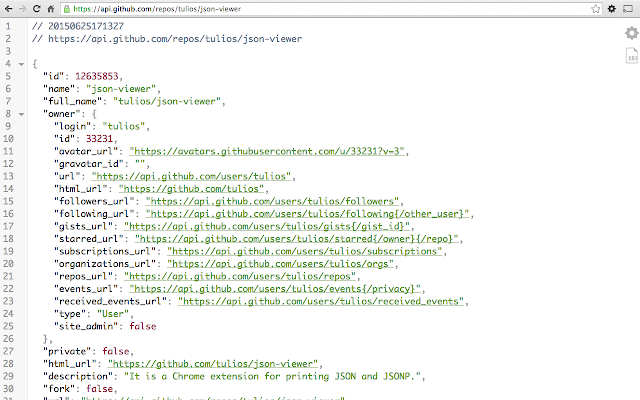 https://api.github.com/repos/tulios/json-viewer
1 // 20150625171327
2 // https://api.github.com/repos/tulios/json-viewer
3
4 {
5 "id": 12635853,
6 "name": "json-viewer",
7 "full_name": "tulios/json-viewer",
8 "owner": {
9 "login": "tulios",
10 "id": 33231,
11 "avatar_url": "https://avatars.githubusercontent.com/u/33231?v=3",
12 "gravatar_id": "",
13 "url": "https://api.github.com/users/tulios",
14 "html_url": "https://github.com/tulios",
15 "followers_url": "https://api.github.com/users/tulios/followers",
16 "following_url": "https://api.github.com/users/tulios/following{/other_user}",
17 "gists_url": "https://api.github.com/users/tulios/gists{/gist_id}",
18 "starred_url": "https://api.github.com/users/tulios/starred{/owner}{/repo}",
19 "subscriptions_url": "https://api.github.com/users/tulios/subscriptions",
20 "organizations_url": "https://api.github.com/users/tulios/orgs",
21 "repos_url": "https://api.github.com/users/tulios/repos",
22 "events_url": "https://api.github.com/users/tulios/events{/privacy}",
23 "received_events_url": "https://api.github.com/users/tulios/received_events",
24 "type": "User",
25 "site_admin": false
26 },
27 "private": false,
28 "html_url": "https://github.com/tulios/json-viewer",
29 "description": "It is a Chrome extension for printing JSON and JSONP.",
30 "fork": false,